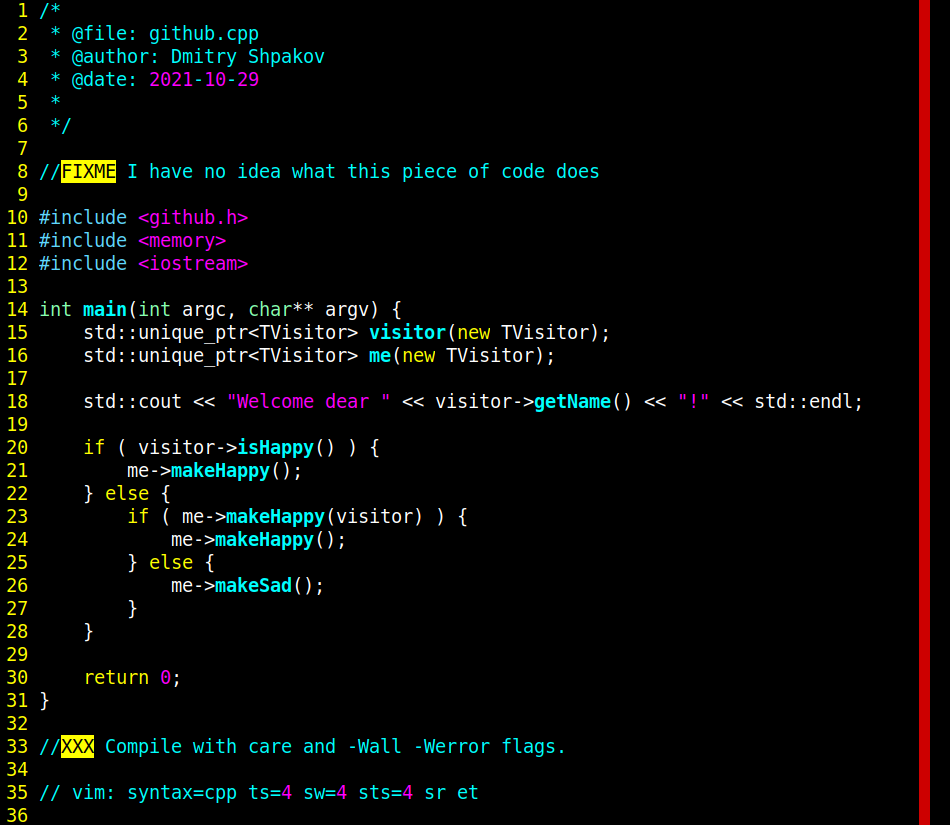 1 /*
2  * @file: github.cpp
3  * @author: Dmitry Shpakov
4  * @date: 2021-10-29
5  *
6  */
7
8 //FIXME I have no idea what this piece of code does
9
10 #include <github.h>
11 #include <memory>
12 #include <iostream>
13
14 int main(int argc, char** argv) {
15     std::unique_ptr<TVisitor> visitor(new TVisitor);
16     std::unique_ptr<TVisitor> me(new TVisitor);
17
18     std::cout << "Welcome dear " << visitor->getName() << "!" << std::endl;
19
20     if ( visitor->isHappy() ) {
21         me->makeHappy();
22     } else {
23         if ( me->makeHappy(visitor) ) {
24             me->makeHappy();
25         } else {
26             me->makeSad();
27         }
28     }
29
30     return 0;
31 }
32
33 //XXX Compile with care and -Wall -Werror flags.
34
35 // vim: syntax=cpp ts=4 sw=4 sts=4 sr et
36